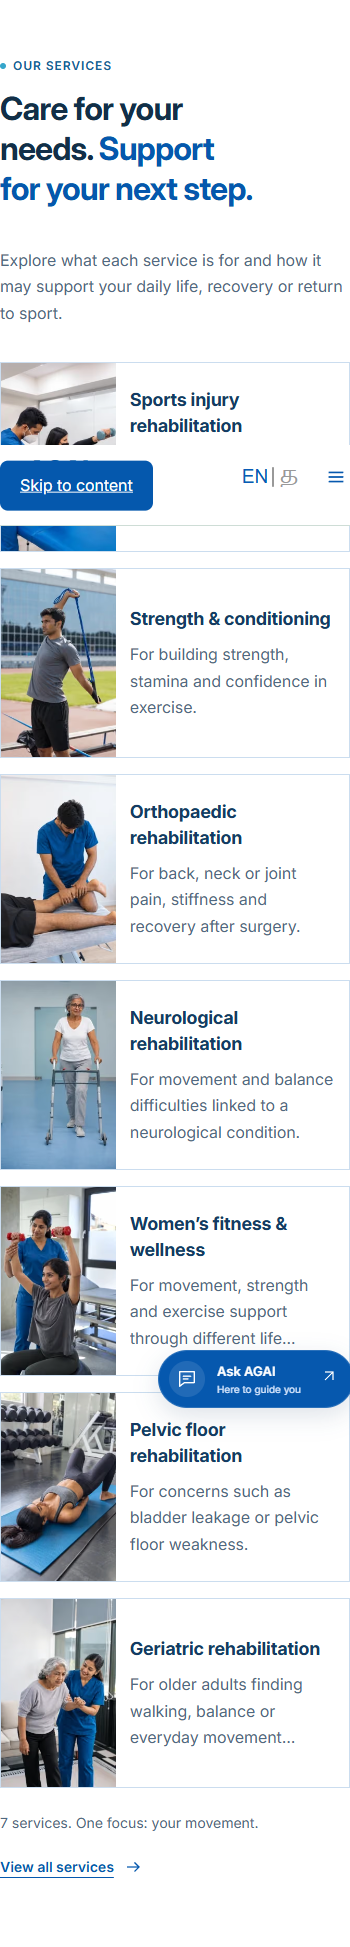 OUR SERVICES
Care for your
needs. Support
for your next step.
Explore what each service is for and how it
may support your daily life, recovery or return
to sport.
Sports injury
rehabilitation
Skip to content
EN | த
Strength & conditioning
For building strength,
stamina and confidence in
exercise.
Orthopaedic
rehabilitation
For back, neck or joint
pain, stiffness and
recovery after surgery.
Neurological
rehabilitation
For movement and balance
difficulties linked to a
neurological condition.
Women’s fitness &
wellness
For movement, strength
and exercise support
through different life...
Ask AGAI
Here to guide you
Pelvic floor
rehabilitation
For concerns such as
bladder leakage or pelvic
floor weakness.
Geriatric rehabilitation
For older adults finding
walking, balance or
everyday movement...
7 services. One focus: your movement.
View all services